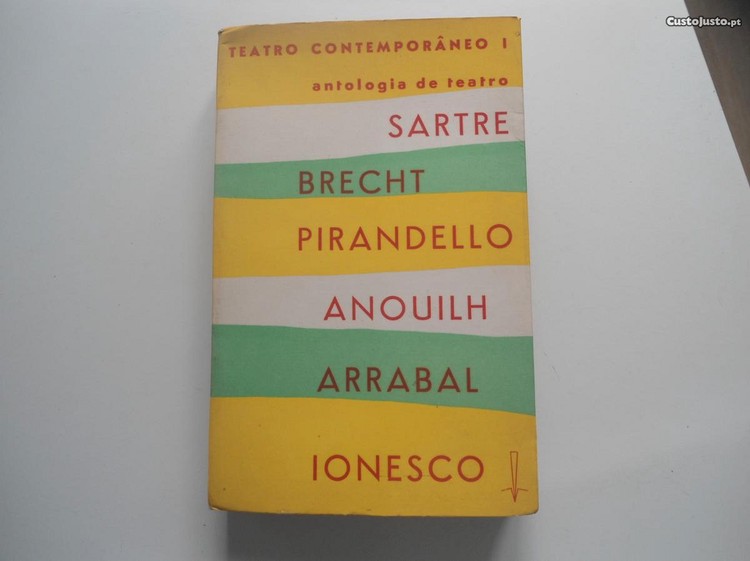 CustoJusto.pt
TEATRO CONTEMPORÂNEO I
antologia de teatro
SARTRE
BRECHT
PIRANDELLO
ANOUILH
ARRABAL
IONESCO